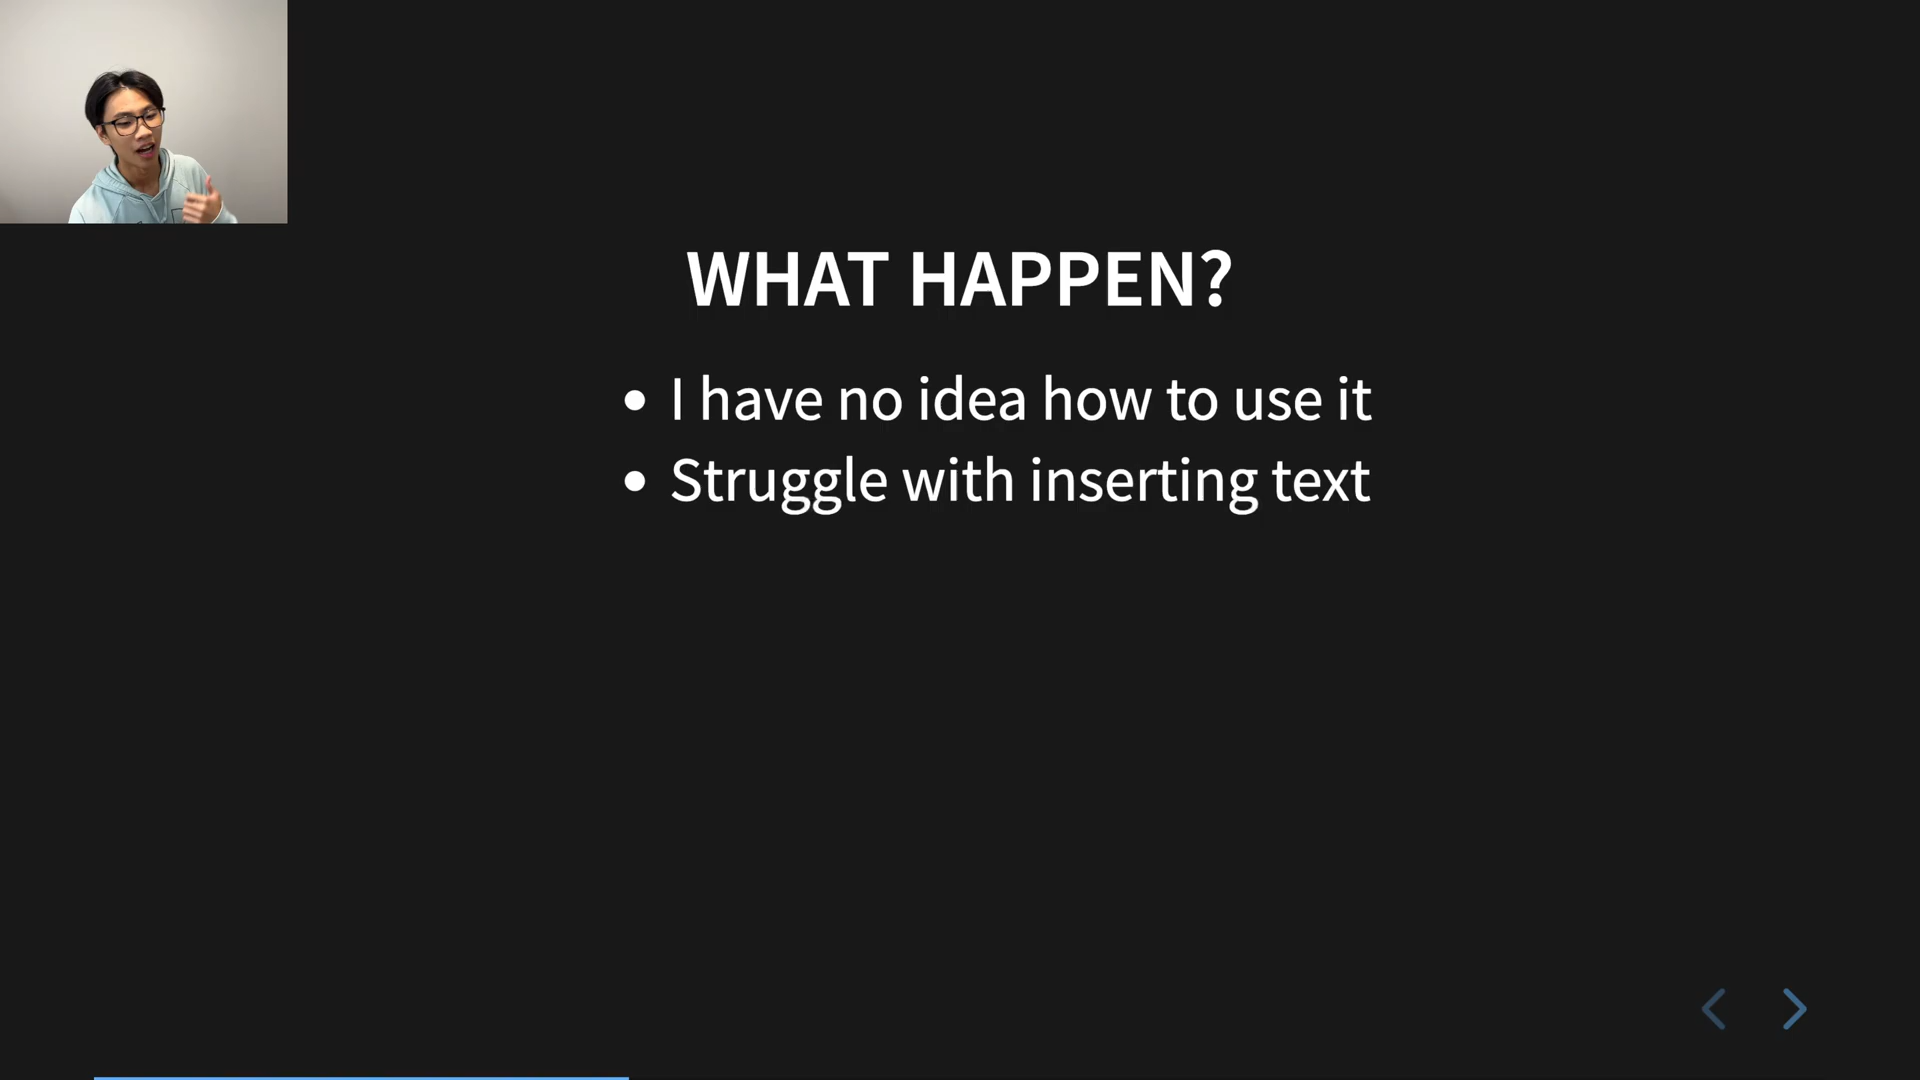 WHAT HAPPEN?
• I have no idea how to use it
• Struggle with inserting text